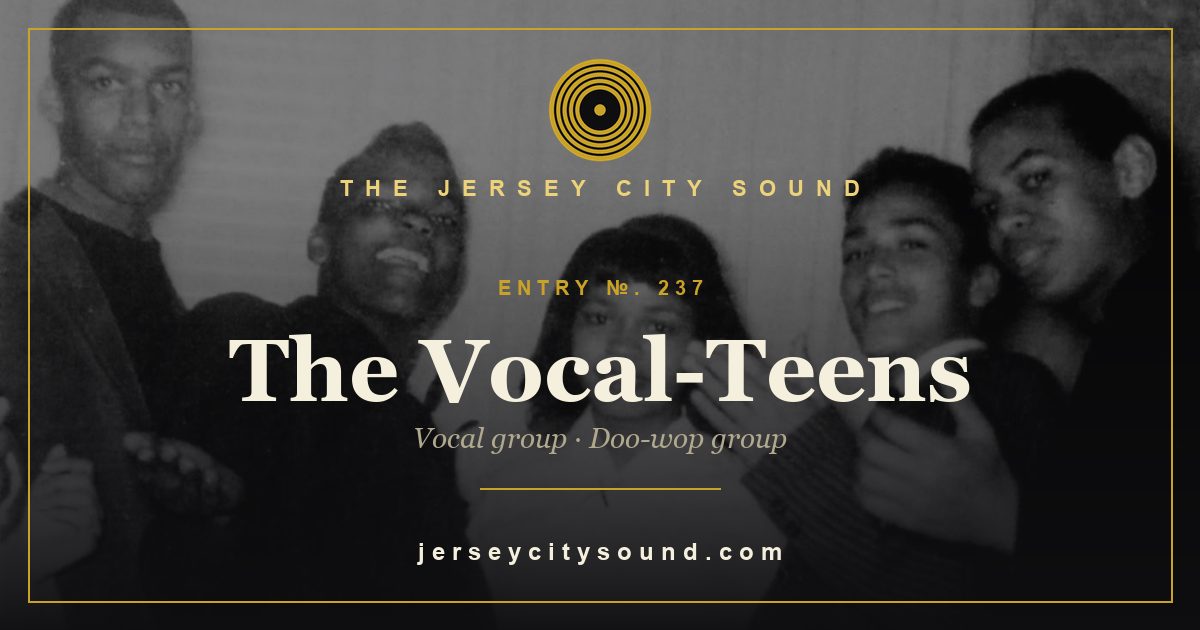 THE JERSEY CITY SOUND
ENTRY №. 237
The Vocal-Teens
Vocal group · Doo-wop group
jerseycitysound.com